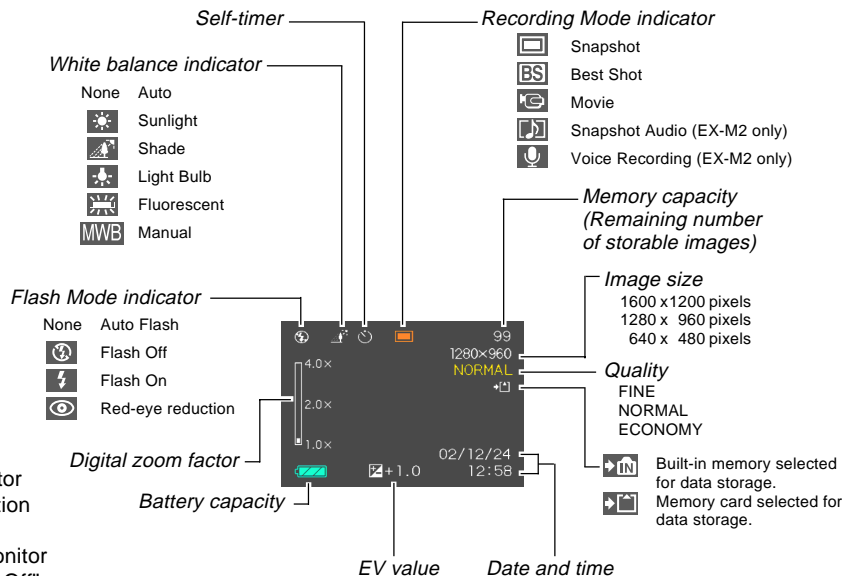 Self-timer
Recording Mode indicator
Snapshot
BS Best Shot
Movie
Snapshot Audio (EX-M2 only)
Voice Recording (EX-M2 only)
White balance indicator
None Auto
Sunlight
Shade
Light Bulb
Fluorescent
MWB Manual
Memory capacity
(Remaining number
of storable images)
Image size
1600 x1200 pixels
1280 x 960 pixels
640 x 480 pixels
Flash Mode indicator
None Auto Flash
Flash Off
Flash On
Red-eye reduction
99
1280×960
NORMAL
4.0×
2.0×
1.0×
02/12/24
+1.0 12:58
Quality
FINE
NORMAL
ECONOMY
Digital zoom factor
IN Built-in memory selected
for data storage.
Memory card selected for
data storage.
Battery capacity
EV value
Date and time